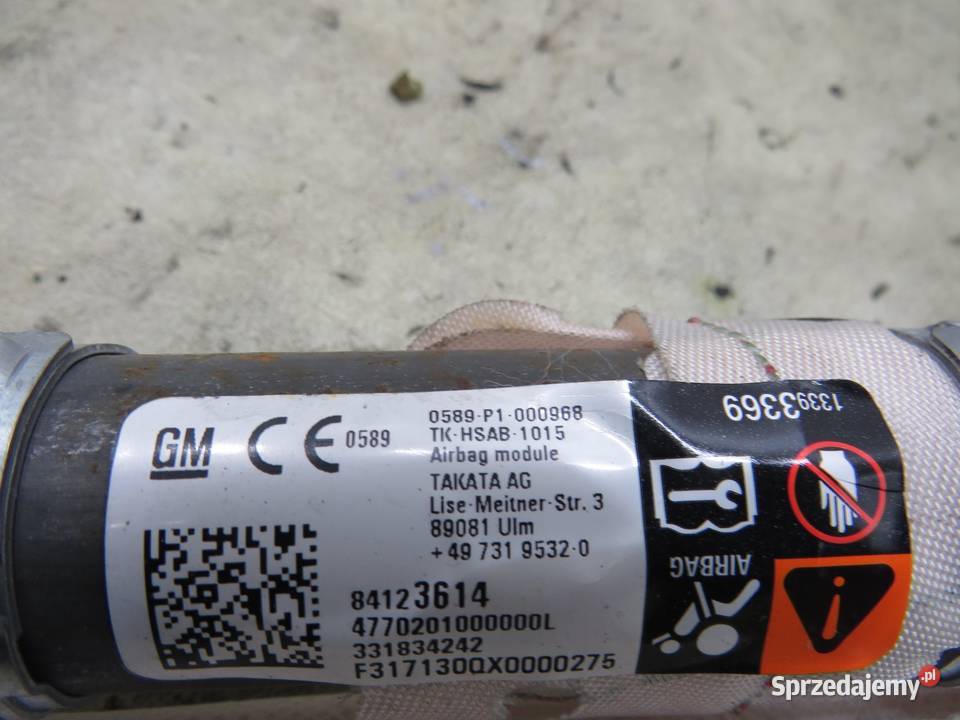 GM CE 0589
0589-P1-000968
TK-HSAB-1015
Airbag module
TAKATA AG
Lise-Meitner-Str. 3
89081 Ulm
+49 731 9532-0
84123614
4770201000000L
331834242
F317130QX0000275
13393369
AIRBAG
Sprzedajemy.pl